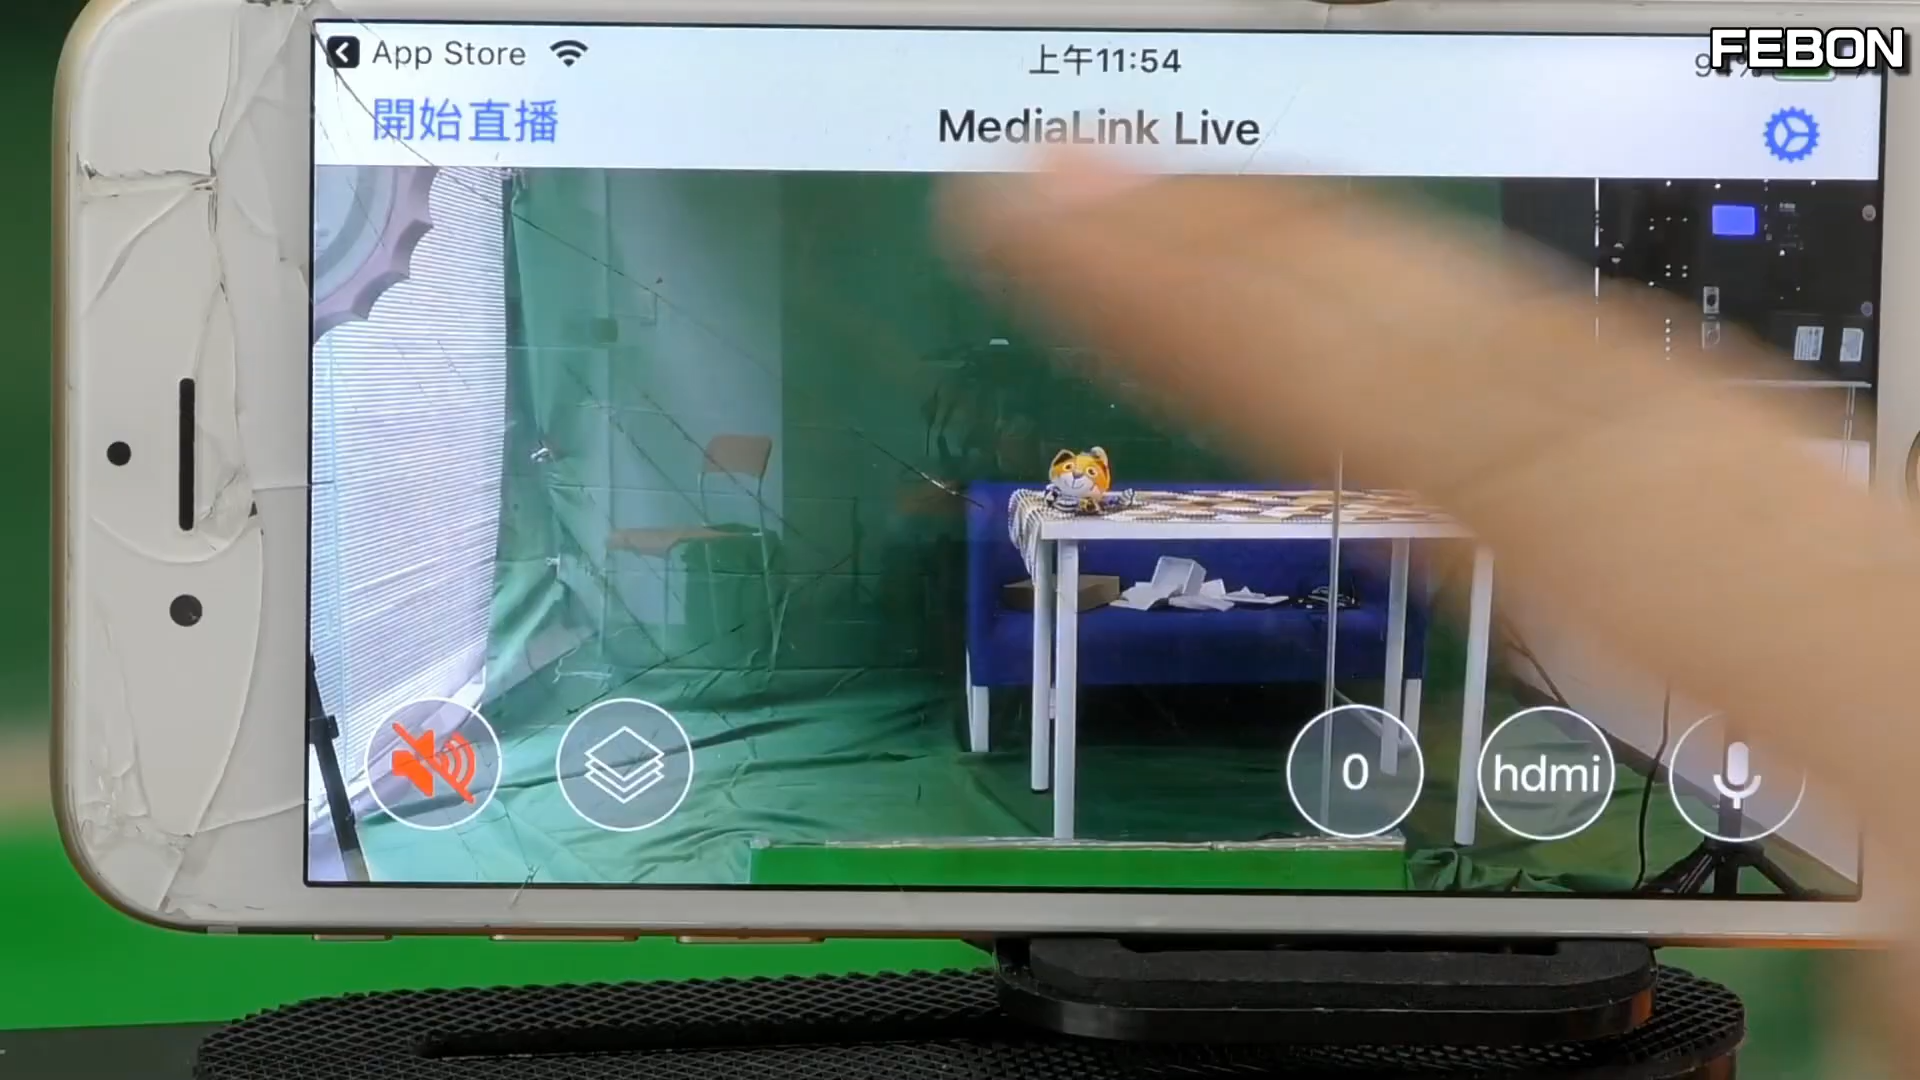 App Store
上午11:54
FEBON
開始直播
MediaLink Live
0
hdmi